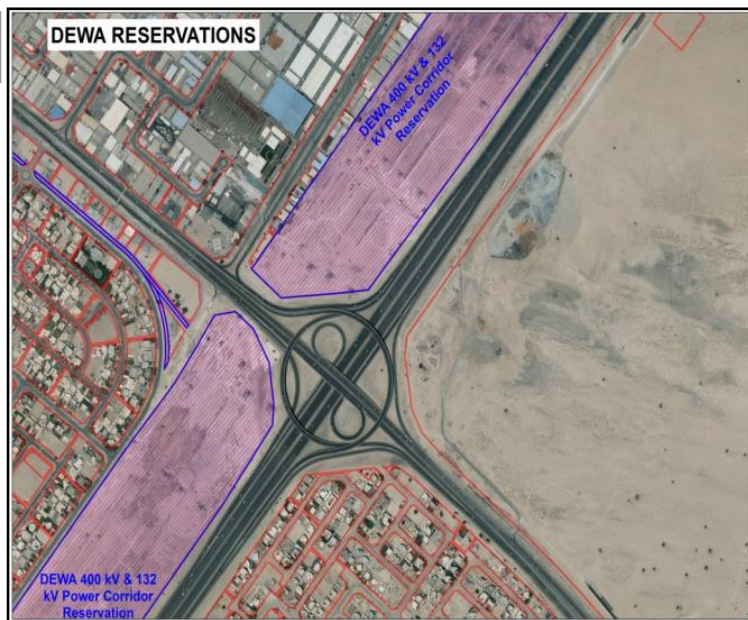 DEWA RESERVATIONS
DEWA 400 kV & 132
kV Power Corridor
Reservation
DEWA 400 kV & 132
kV Power Corridor
Reservation